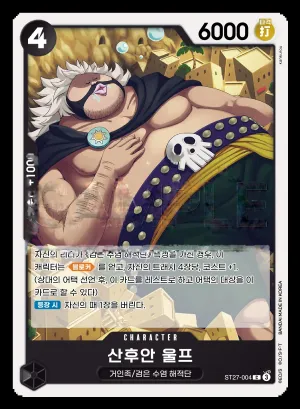 4
6000
타격
打
+1000
자신의 리더가 《검은 수염 해적단》 특징을 가진 경우, 이
캐릭터는 블로커 를 얻고, 자신의 트래시 4장당, 코스트 +1.
(상대의 어택 선언 후, 이 카드를 레스트로 하고 어택의 대상을 이
카드로 할 수 있다)
등장 시 자신의 패 1장을 버린다.
CHARACTER
산후안 울프
거인족/검은 수염 해적단
ST27-004 C